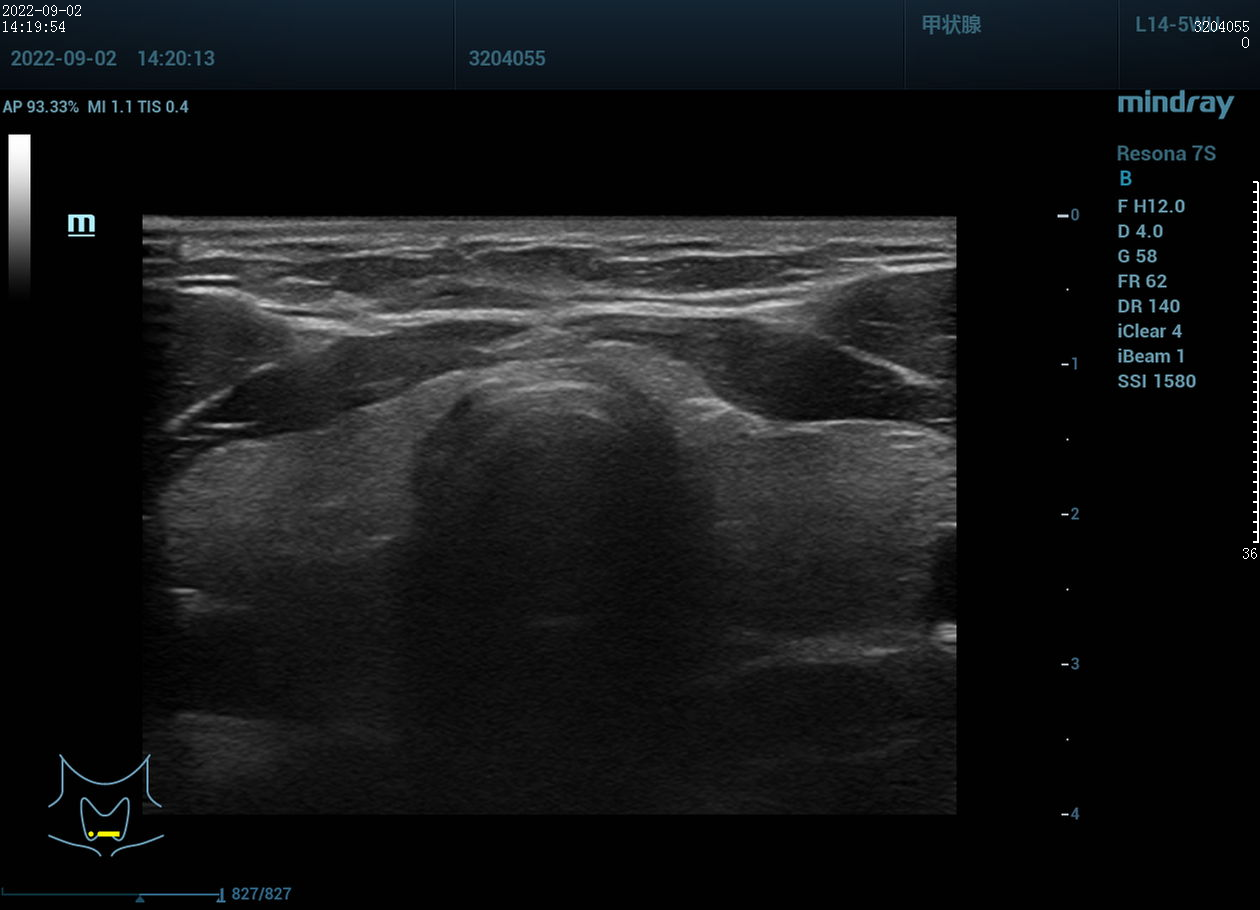 2022-09-02
14:19:54
2022-09-02 14:20:13
3204055
甲状腺
3204055
0
AP 93.33% MI 1.1 TIS 0.4
mindray
Resona 7S
B
F H12.0
D 4.0
G 58
FR 62
DR 140
iClear 4
iBeam 1
SSI 1580
m
0
1
2
3
4
36
827/827